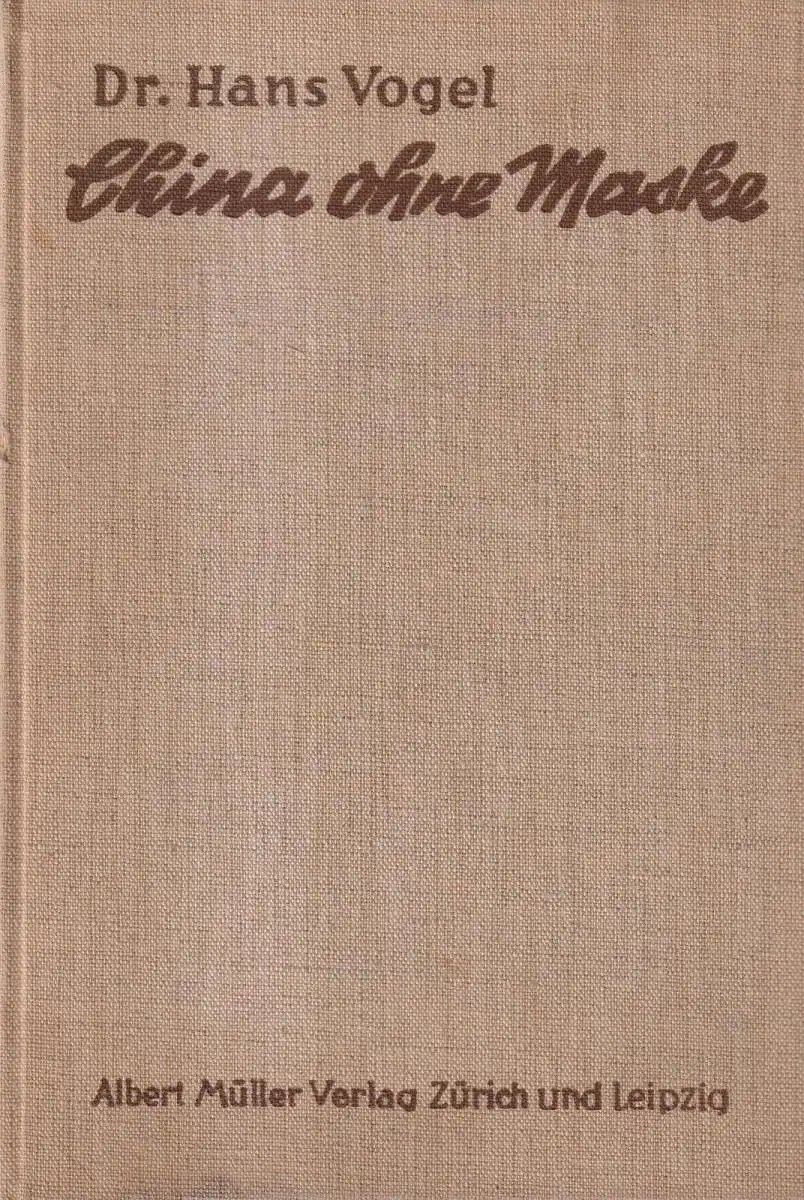 Dr. Hans Vogel
China ohne Maske
Albert Müller Verlag Zürich und Leipzig